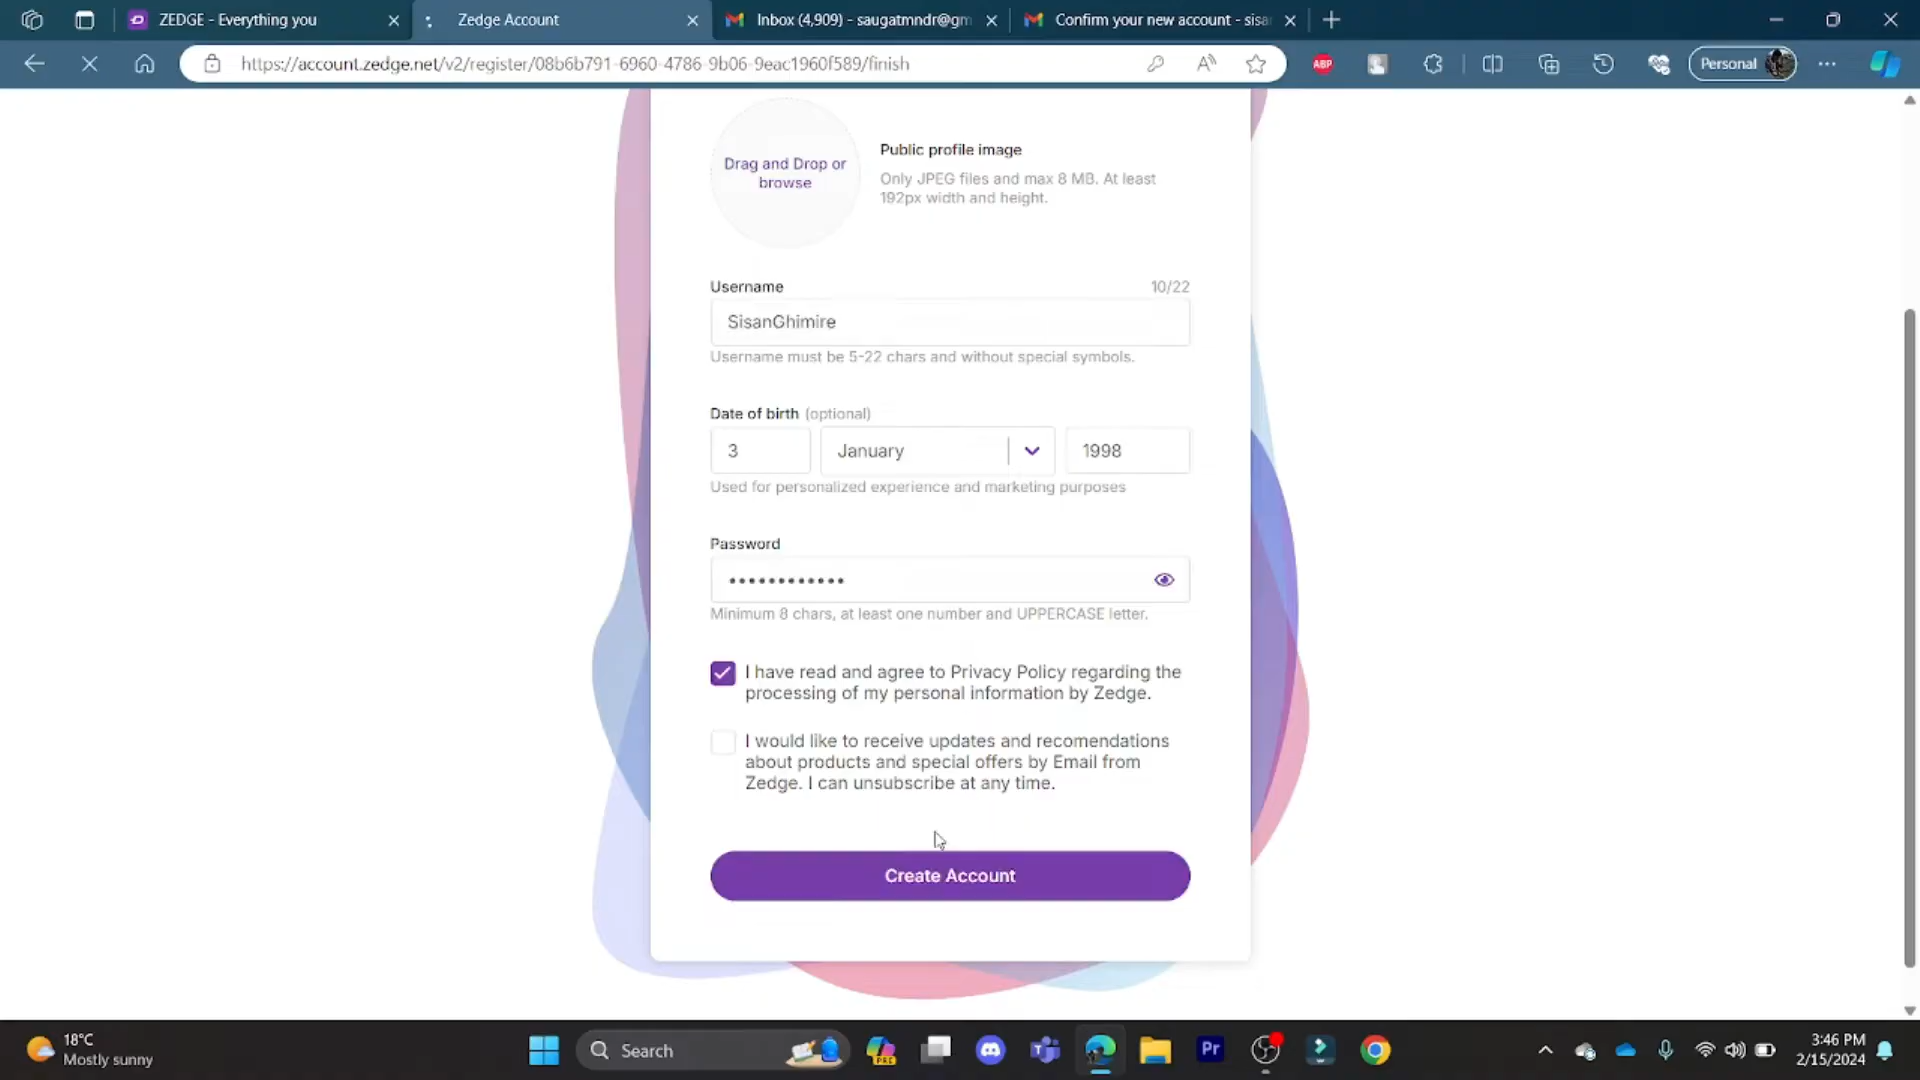 ZEDGE - Everything you
Zedge Account
Inbox (4,909) - saugatmndr@gm
Confirm your new account - sisa
https://account.zedge.net/v2/register/08b6b791-6960-4786-9b06-9eac1960f589/finish
ABP
Personal
Drag and Drop or
browse
Public profile image
Only JPEG files and max 8 MB. At least
192px width and height.
Username
10/22
SisanGhimire
Username must be 5-22 chars and without special symbols.
Date of birth (optional)
3
January
1998
Used for personalized experience and marketing purposes
Password
Minimum 8 chars, at least one number and UPPERCASE letter.
I have read and agree to Privacy Policy regarding the
processing of my personal information by Zedge.
I would like to receive updates and recomendations
about products and special offers by Email from
Zedge. I can unsubscribe at any time.
Create Account
18°C
Mostly sunny
Search
PRE
Pr
3:46 PM
2/15/2024